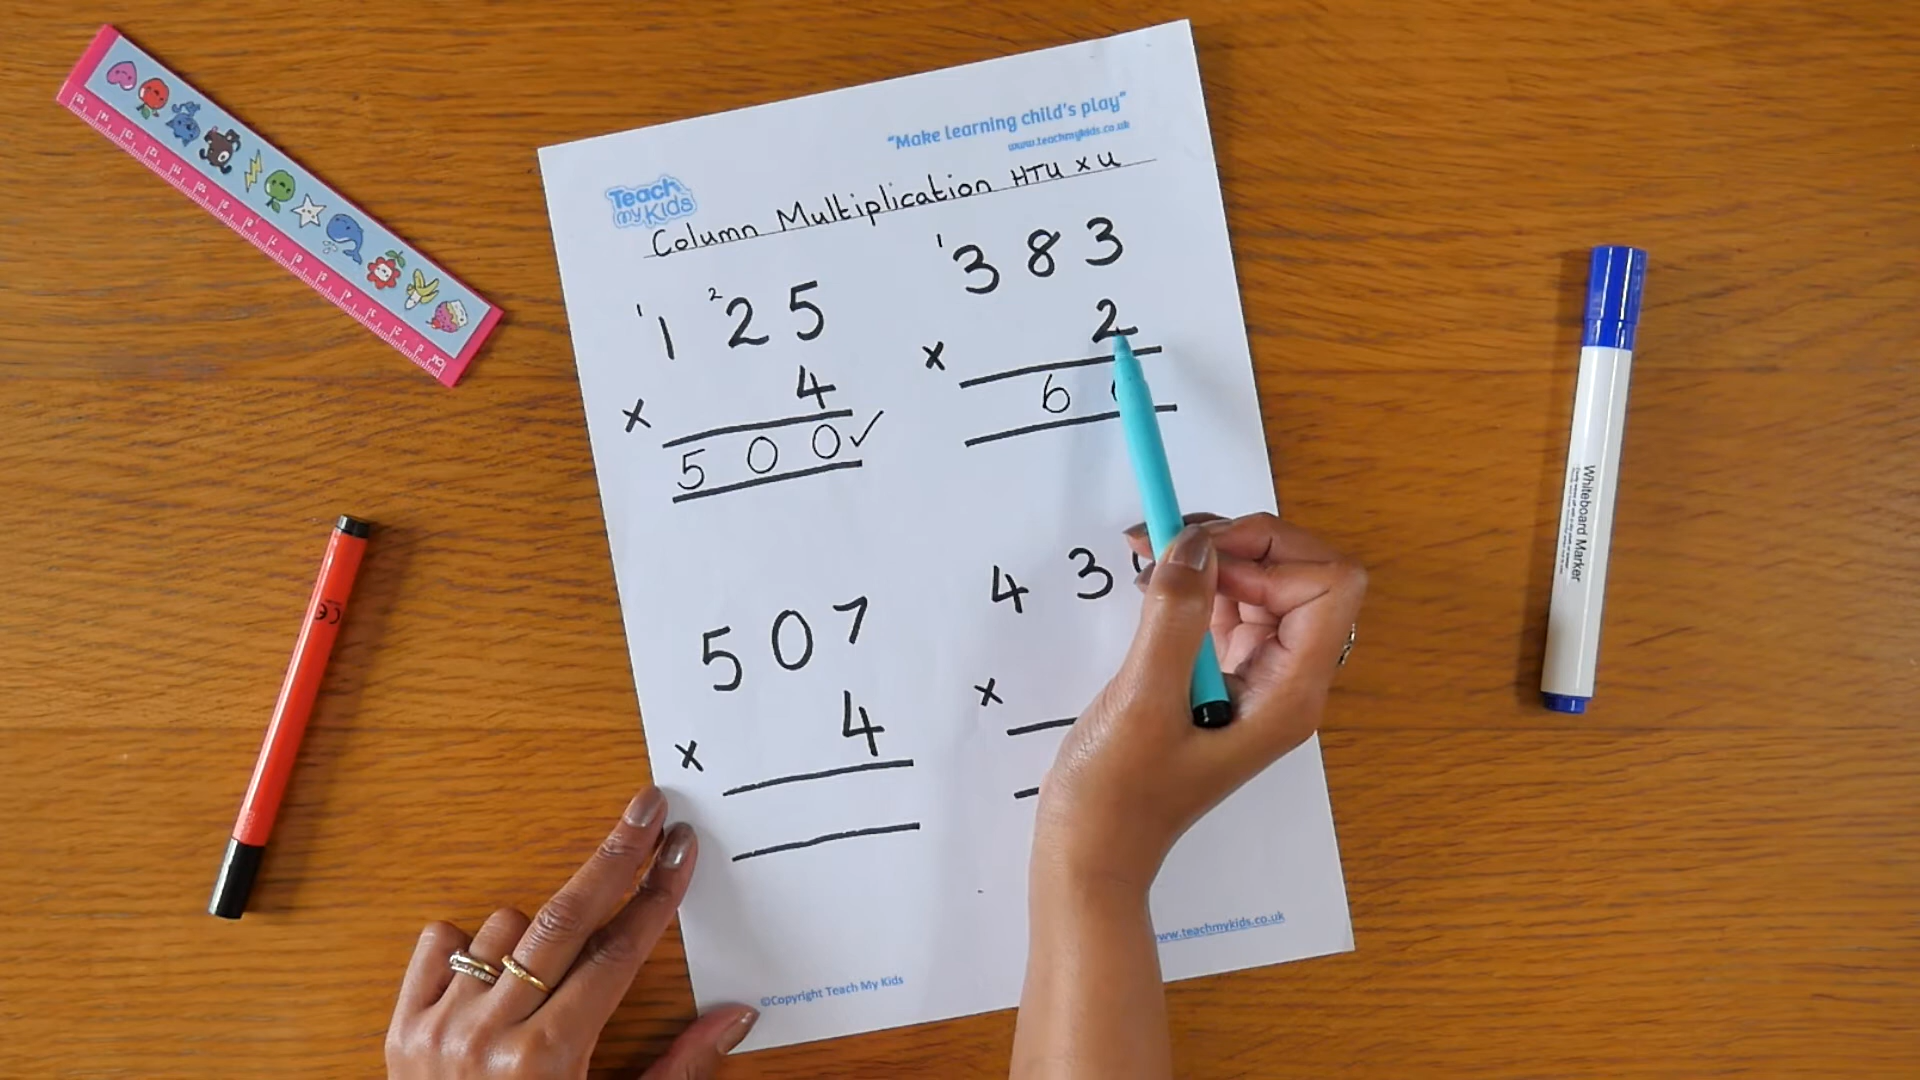 "Make learning child's play"
www.teachmykids.co.uk
Teach
my Kids
Column Multiplication HTU x U
1 2
1 2 5
x 4
5 0 0 ✓
1
3 8 3
x 2
6
5 0 7
x 4
4 3
x
www.teachmykids.co.uk
©Copyright Teach My Kids
Whiteboard Marker
CE